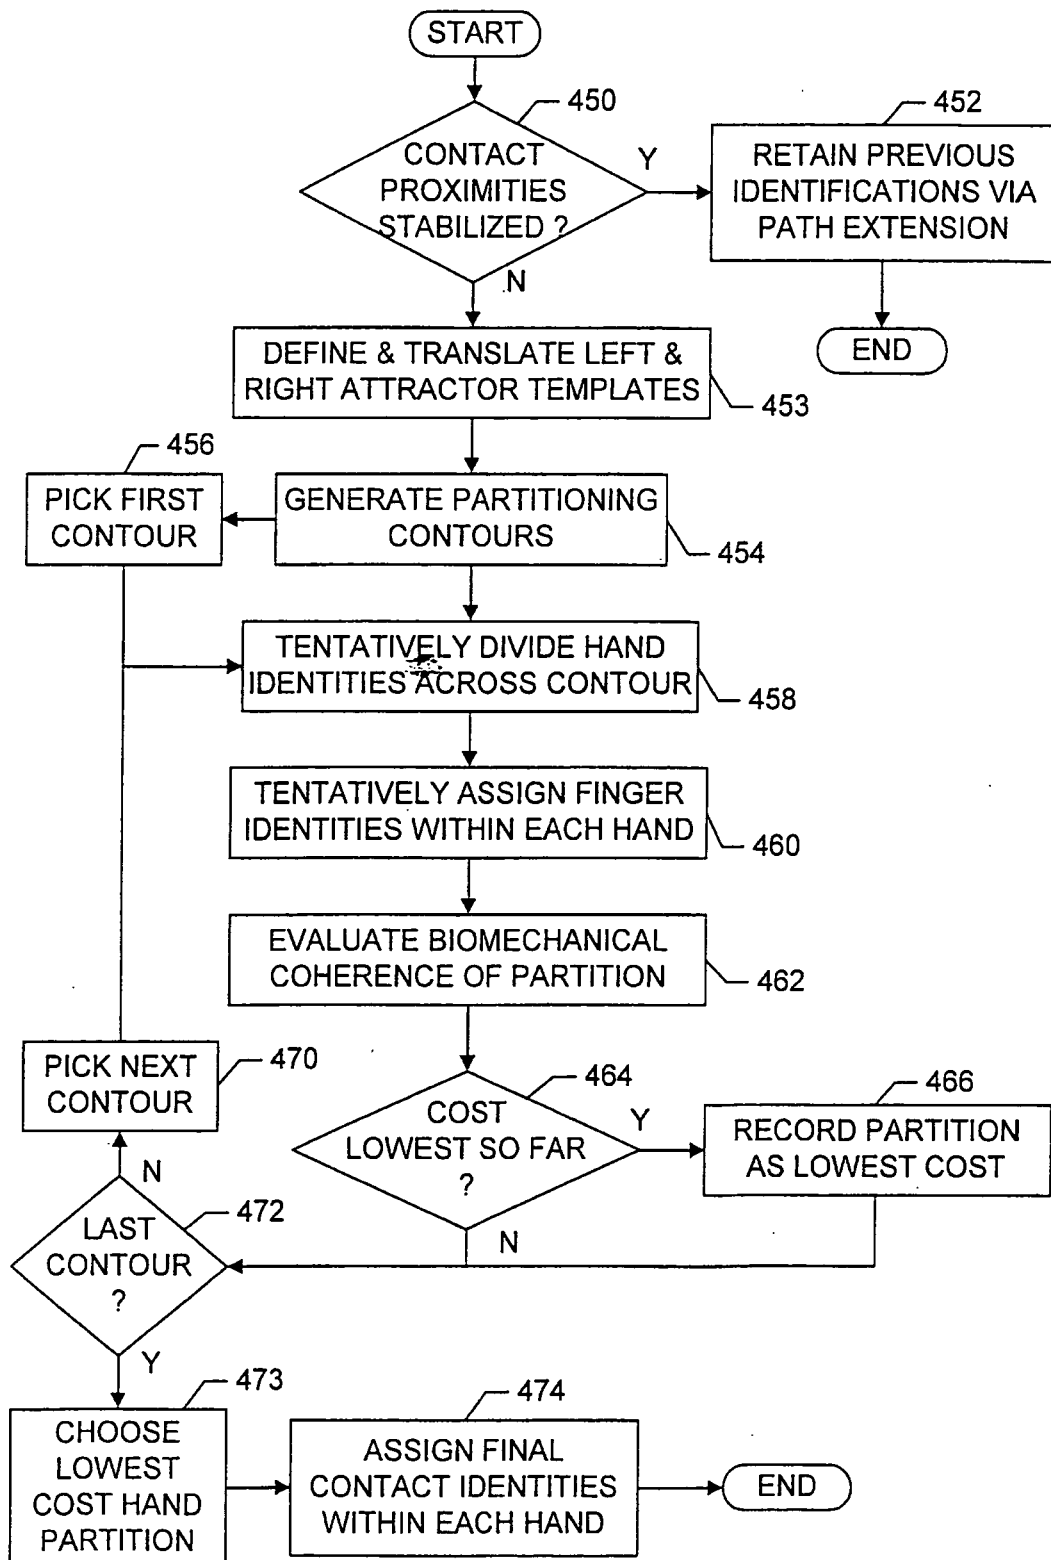 START
450
CONTACT
PROXIMITIES
STABILIZED ?
Y
N
452
RETAIN PREVIOUS
IDENTIFICATIONS VIA
PATH EXTENSION
END
DEFINE & TRANSLATE LEFT &
RIGHT ATTRACTOR TEMPLATES
453
456
PICK FIRST
CONTOUR
GENERATE PARTITIONING
CONTOURS
454
TENTATIVELY DIVIDE HAND
IDENTITIES ACROSS CONTOUR
458
TENTATIVELY ASSIGN FINGER
IDENTITIES WITHIN EACH HAND
460
EVALUATE BIOMECHANICAL
COHERENCE OF PARTITION
462
PICK NEXT
CONTOUR
470
464
COST
LOWEST SO FAR
?
Y
N
466
RECORD PARTITION
AS LOWEST COST
N
472
LAST
CONTOUR
?
Y
473
CHOOSE
LOWEST
COST HAND
PARTITION
474
ASSIGN FINAL
CONTACT IDENTITIES
WITHIN EACH HAND
END